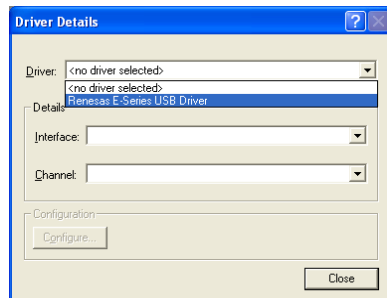 Driver Details
Driver: <no driver selected>
<no driver selected>
Renesas E-Series USB Driver
Details
Interface:
Channel:
Configuration
Configure...
Close